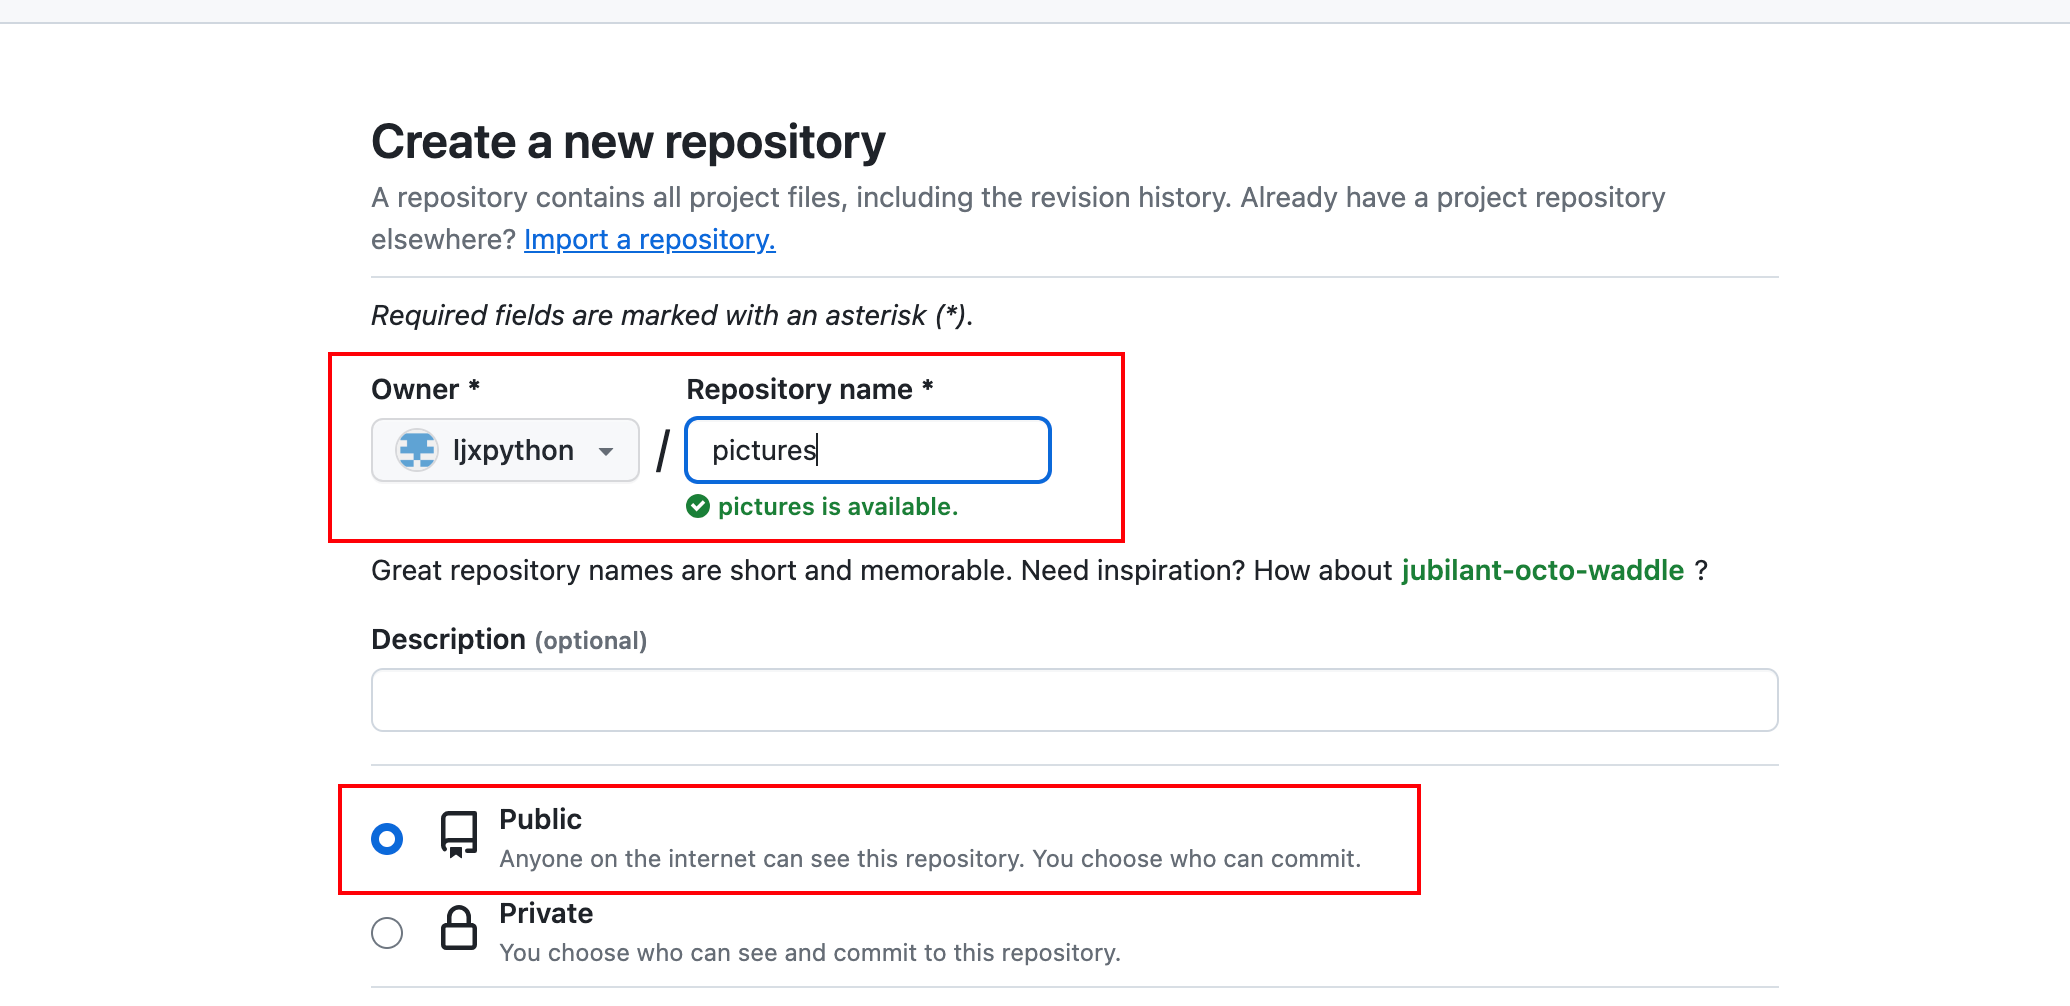 Create a new repository
A repository contains all project files, including the revision history. Already have a project repository
elsewhere? Import a repository.
Required fields are marked with an asterisk (*).
Owner * Repository name *
ljxpython / pictures
pictures is available.
Great repository names are short and memorable. Need inspiration? How about jubilant-octo-waddle ?
Description (optional)
Public
Anyone on the internet can see this repository. You choose who can commit.
Private
You choose who can see and commit to this repository.